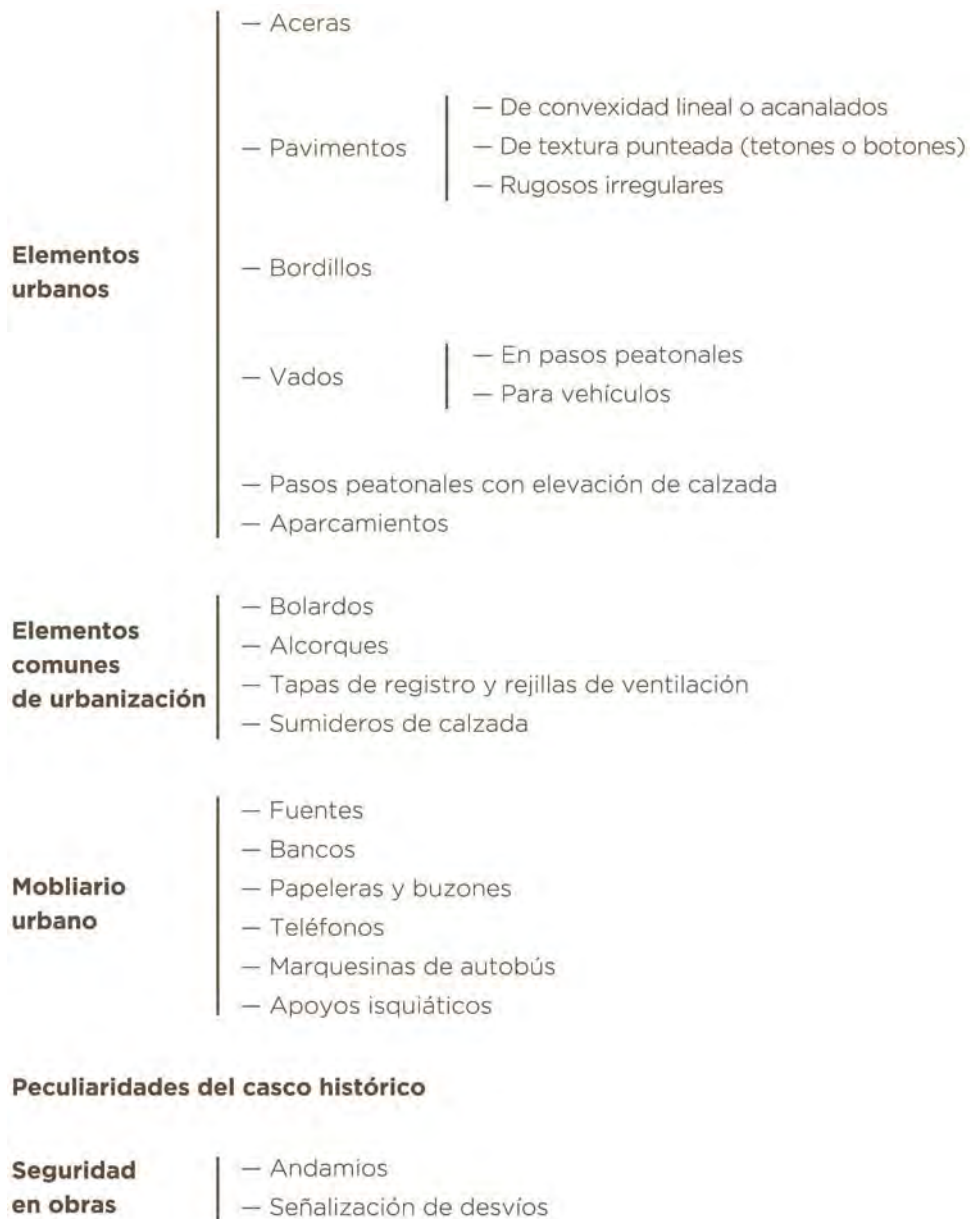 Elementos
urbanos
— Aceras
— Pavimentos
— De convexidad lineal o acanalados
— De textura punteada (tetones o botones)
— Rugosos irregulares
— Bordillos
— Vados
— En pasos peatonales
— Para vehículos
— Pasos peatonales con elevación de calzada
— Aparcamientos
Elementos
comunes
de urbanización
— Bolardos
— Alcorques
— Tapas de registro y rejillas de ventilación
— Sumideros de calzada
Mobliario
urbano
— Fuentes
— Bancos
— Papeleras y buzones
— Teléfonos
— Marquesinas de autobús
— Apoyos isquiáticos
Peculiaridades del casco histórico
Seguridad
en obras
— Andamios
— Señalización de desvíos